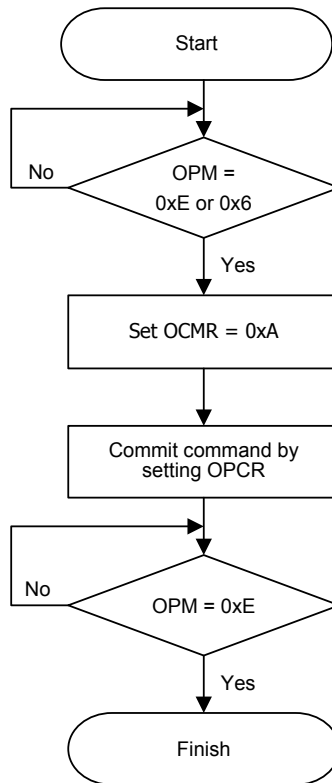 Start
OPM =
No
0xE or 0x6
Yes
Set OCMR = 0xA
Commit command by
setting OPCR
No
OPM = 0xE
Yes
Finish